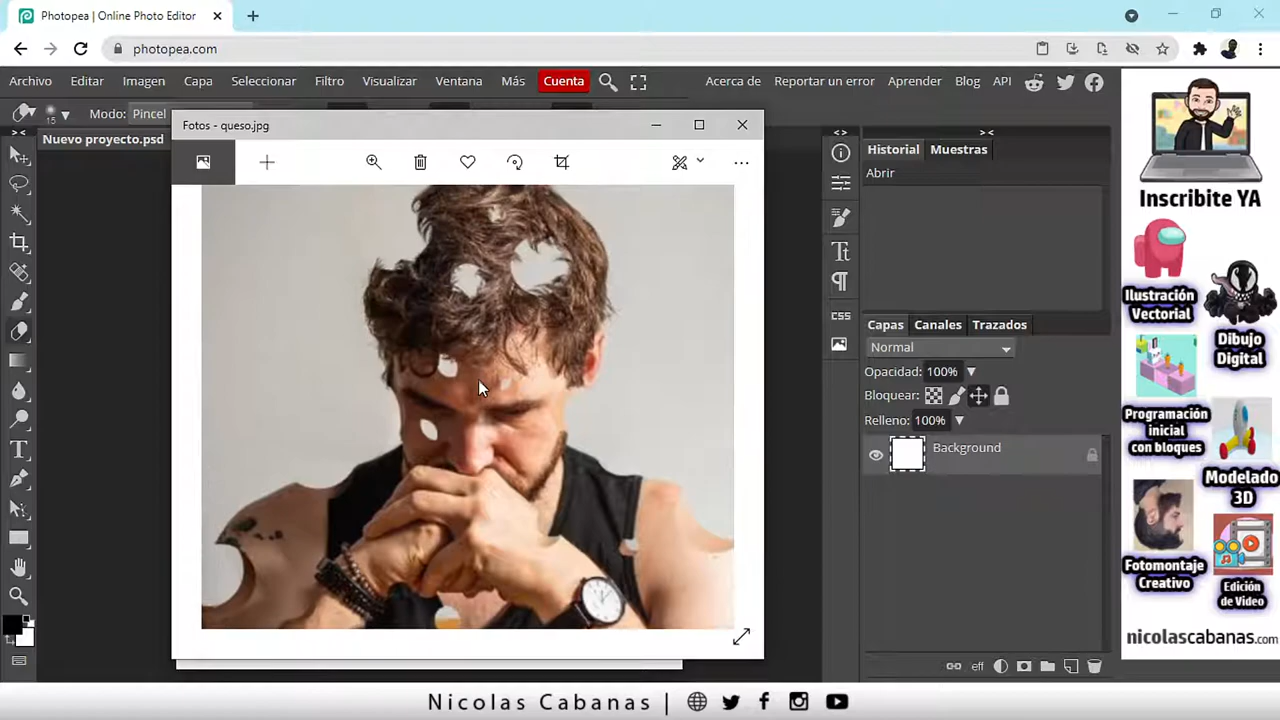 Photopea | Online Photo Editor
photopea.com
Archivo Editar Imagen Capa Seleccionar Filtro Visualizar Ventana Más Cuenta Acerca de Reportar un error Aprender Blog API
15 Modo: Pincel
Nuevo proyecto.psd
Fotos - queso.jpg
Historial Muestras
Abrir
CSS
Capas Canales Trazados
Normal
Opacidad: 100%
Bloquear:
Relleno: 100%
Background
eff
Inscribite YA
Ilustración
Vectorial
Dibujo
Digital
Programación
inicial
con bloques
Modelado
3D
Fotomontaje
Creativo
Edición
de Video
nicolascabanas.com
Nicolas Cabanas |